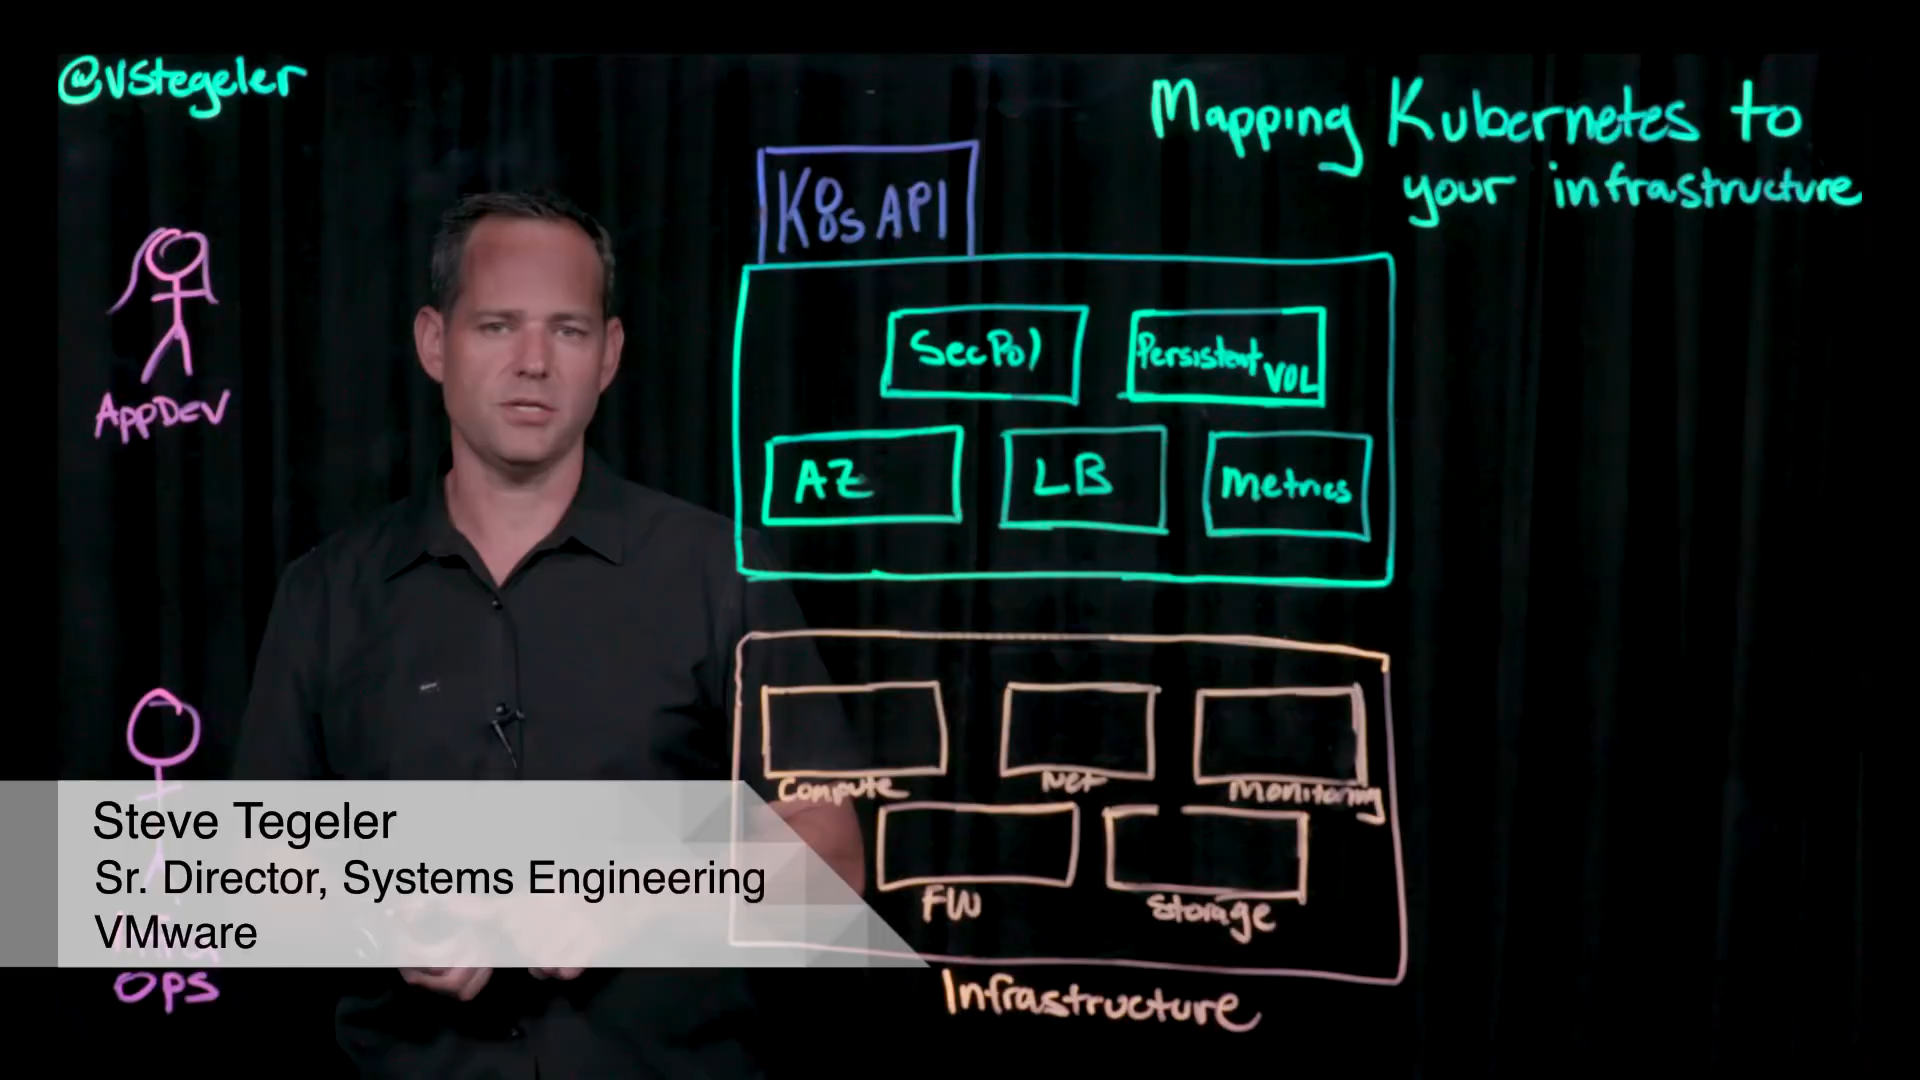 @vstegeler
Mapping Kubernetes to
your infrastructure
K8s API
SecPol
Persistent VOL
AZ
LB
Metrics
AppDev
Compute
Net
Monitoring
FW
Storage
Infrastructure
Steve Tegeler
Sr. Director, Systems Engineering
VMware
OPS